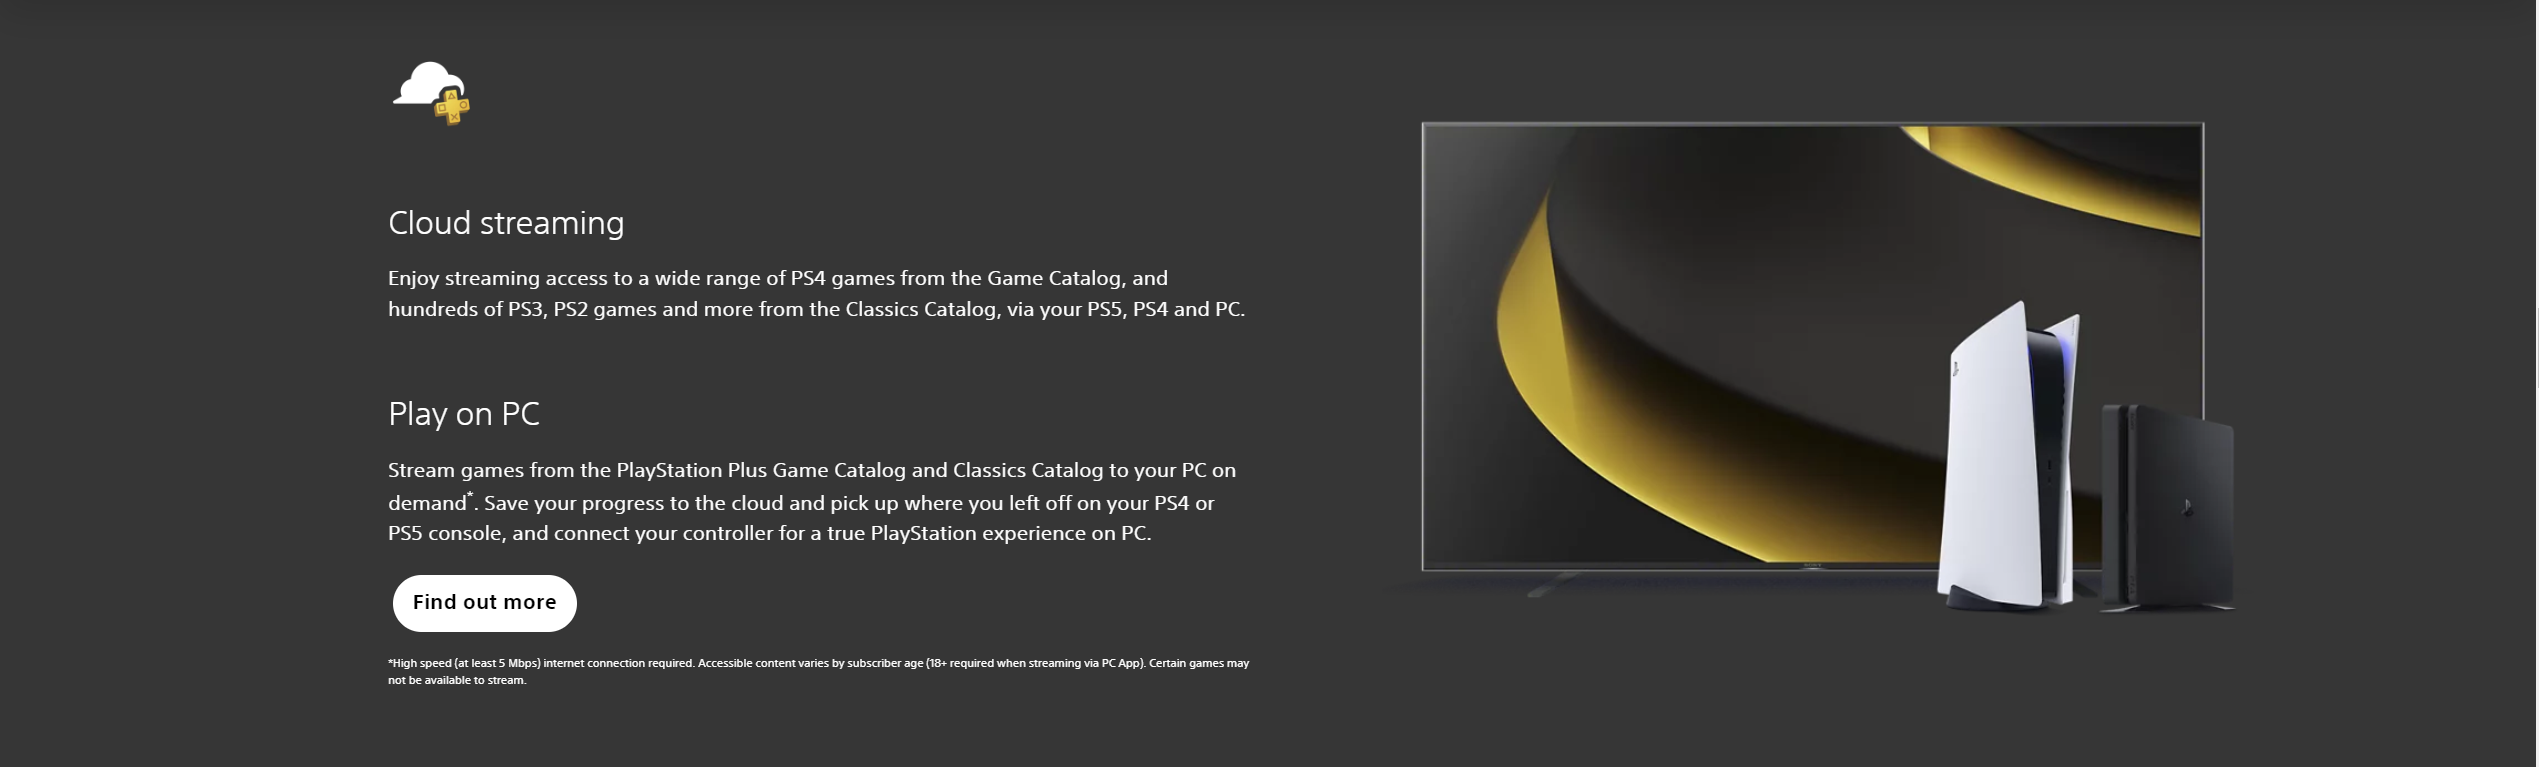 Cloud streaming
Enjoy streaming access to a wide range of PS4 games from the Game Catalog, and
hundreds of PS3, PS2 games and more from the Classics Catalog, via your PS5, PS4 and PC.
Play on PC
Stream games from the PlayStation Plus Game Catalog and Classics Catalog to your PC on
demand*. Save your progress to the cloud and pick up where you left off on your PS4 or
PS5 console, and connect your controller for a true PlayStation experience on PC.
Find out more
*High speed (at least 5 Mbps) internet connection required. Accessible content varies by subscriber age (18+ required when streaming via PC App). Certain games may
not be available to stream.
SONY